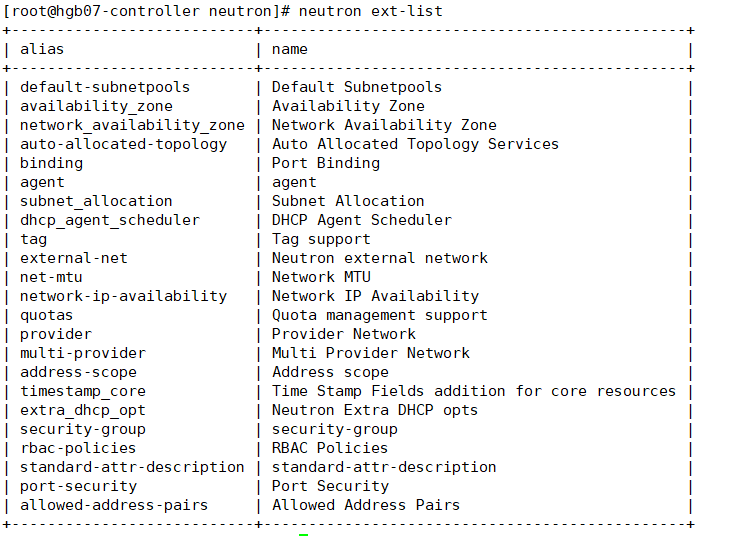 [root@hgb07-controller neutron]# neutron ext-list
+---------------------------+-----------------------------------------------+
| alias                     | name                                          |
+---------------------------+-----------------------------------------------+
| default-subnetpools       | Default Subnetpools                           |
| availability_zone         | Availability Zone                             |
| network_availability_zone | Network Availability Zone                     |
| auto-allocated-topology   | Auto Allocated Topology Services              |
| binding                   | Port Binding                                  |
| agent                     | agent                                         |
| subnet_allocation         | Subnet Allocation                             |
| dhcp_agent_scheduler      | DHCP Agent Scheduler                          |
| tag                       | Tag support                                   |
| external-net              | Neutron external network                      |
| net-mtu                   | Network MTU                                   |
| network-ip-availability   | Network IP Availability                       |
| quotas                    | Quota management support                      |
| provider                  | Provider Network                              |
| multi-provider            | Multi Provider Network                        |
| address-scope             | Address scope                                 |
| timestamp_core            | Time Stamp Fields addition for core resources |
| extra_dhcp_opt            | Neutron Extra DHCP opts                       |
| security-group            | security-group                                |
| rbac-policies             | RBAC Policies                                 |
| standard-attr-description | standard-attr-description                     |
| port-security             | Port Security                                 |
| allowed-address-pairs     | Allowed Address Pairs                         |
+---------------------------+-----------------------------------------------+